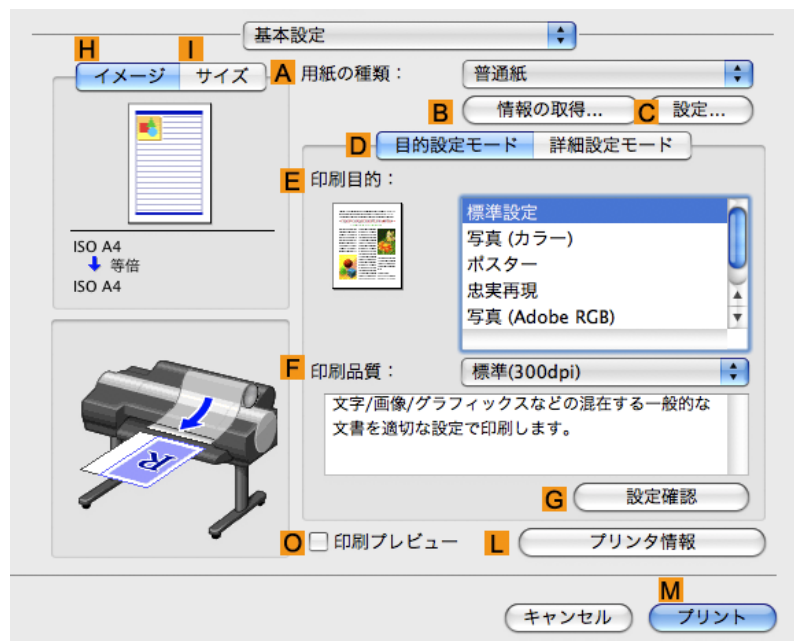 基本設定
H
I
イメージ
サイズ
A 用紙の種類：
普通紙
B 情報の取得...
C 設定...
D 目的設定モード
詳細設定モード
E 印刷目的：
標準設定
写真 (カラー)
ポスター
忠実再現
写真 (Adobe RGB)
ISO A4
等倍
ISO A4
F 印刷品質：
標準(300dpi)
文字/画像/グラフィックスなどの混在する一般的な
文書を適切な設定で印刷します。
R
G 設定確認
O 印刷プレビュー
L プリンタ情報
M
キャンセル
プリント